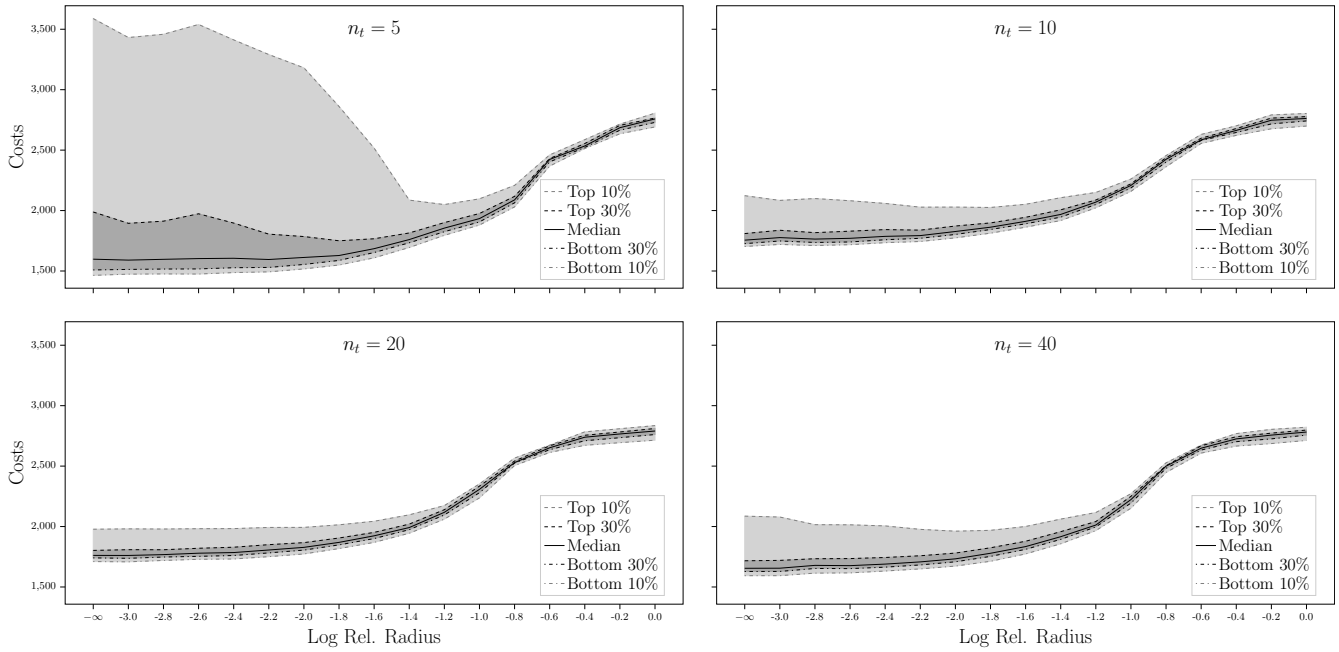 n_t = 5
n_t = 10
Costs
3,500
3,000
2,500
2,000
1,500
Top 10%
Top 30%
Median
Bottom 30%
Bottom 10%
Top 10%
Top 30%
Median
Bottom 30%
Bottom 10%
n_t = 20
n_t = 40
Costs
3,500
3,000
2,500
2,000
1,500
Top 10%
Top 30%
Median
Bottom 30%
Bottom 10%
Top 10%
Top 30%
Median
Bottom 30%
Bottom 10%
−∞ -3.0 -2.8 -2.6 -2.4 -2.2 -2.0 -1.8 -1.6 -1.4 -1.2 -1.0 -0.8 -0.6 -0.4 -0.2 0.0
−∞ -3.0 -2.8 -2.6 -2.4 -2.2 -2.0 -1.8 -1.6 -1.4 -1.2 -1.0 -0.8 -0.6 -0.4 -0.2 0.0
Log Rel. Radius
Log Rel. Radius